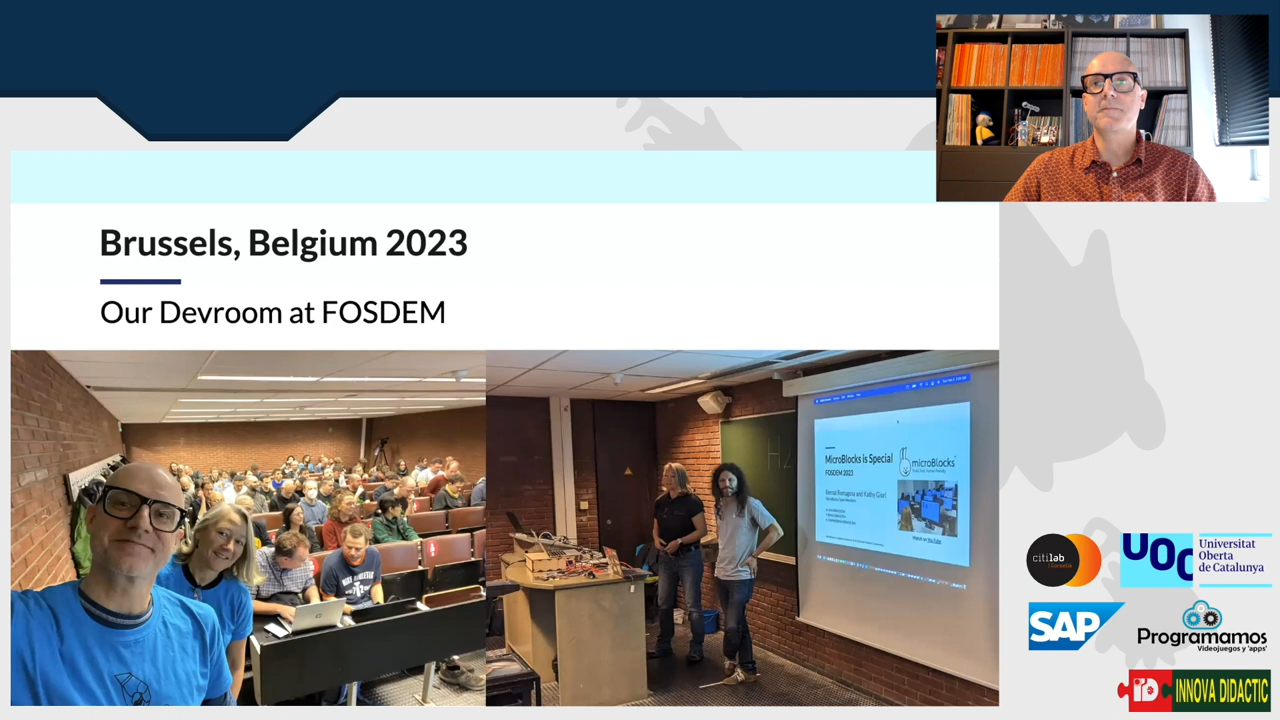 Brussels, Belgium 2023
Our Devroom at FOSDEM
MicroBlocks is Special
FOSDEM 2023
microBlocks
citilab
UOC
Universitat
Oberta
de Catalunya
SAP
Programamos
Videojuegos y 'apps'
iD
INNOVA DIDACTIC